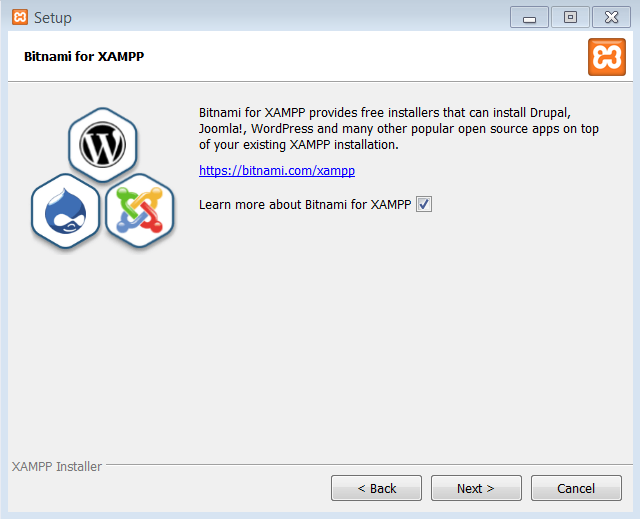 Setup
Bitnami for XAMPP
Bitnami for XAMPP provides free installers that can install Drupal,
Joomla!, WordPress and many other popular open source apps on top
of your existing XAMPP installation.
https://bitnami.com/xampp
Learn more about Bitnami for XAMPP
XAMPP Installer
< Back
Next >
Cancel